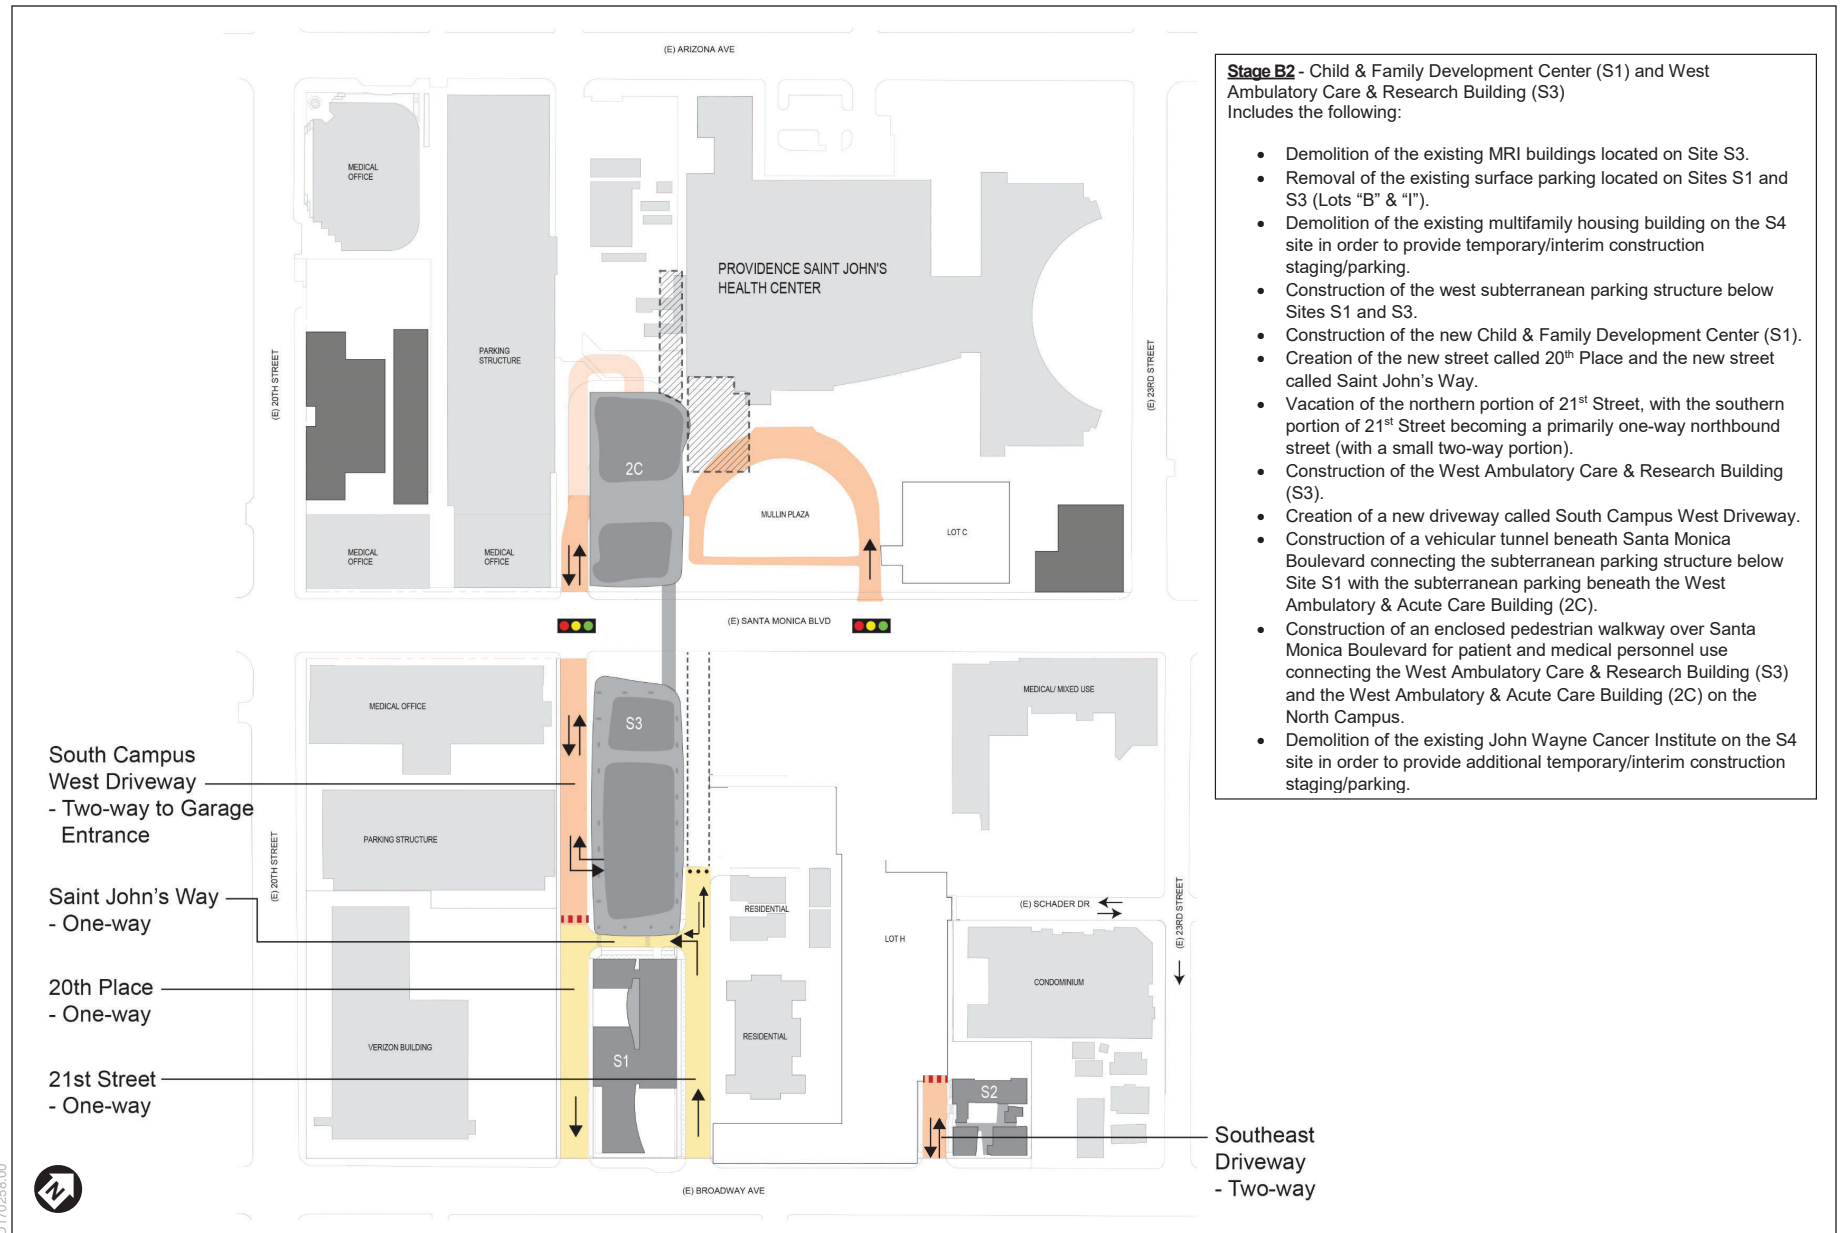 (E) ARIZONA AVE
Stage B2 - Child & Family Development Center (S1) and West
Ambulatory Care & Research Building (S3)
Includes the following:
• Demolition of the existing MRI buildings located on Site S3.
• Removal of the existing surface parking located on Sites S1 and
S3 (Lots “B” & “I”).
• Demolition of the existing multifamily housing building on the S4
site in order to provide temporary/interim construction
staging/parking.
• Construction of the west subterranean parking structure below
Sites S1 and S3.
• Construction of the new Child & Family Development Center (S1).
• Creation of the new street called 20th Place and the new street
called Saint John’s Way.
• Vacation of the northern portion of 21st Street, with the southern
portion of 21st Street becoming a primarily one-way northbound
street (with a small two-way portion).
• Construction of the West Ambulatory Care & Research Building
(S3).
• Creation of a new driveway called South Campus West Driveway.
• Construction of a vehicular tunnel beneath Santa Monica
Boulevard connecting the subterranean parking structure below
Site S1 with the subterranean parking beneath the West
Ambulatory & Acute Care Building (2C).
• Construction of an enclosed pedestrian walkway over Santa
Monica Boulevard for patient and medical personnel use
connecting the West Ambulatory Care & Research Building (S3)
and the West Ambulatory & Acute Care Building (2C) on the
North Campus.
• Demolition of the existing John Wayne Cancer Institute on the S4
site in order to provide additional temporary/interim construction
staging/parking.
MEDICAL
OFFICE
PROVIDENCE SAINT JOHN'S
HEALTH CENTER
PARKING
STRUCTURE
(E) 20TH STREET
(E) 23RD STREET
2C
MULLIN PLAZA
LOT C
MEDICAL
OFFICE
MEDICAL
OFFICE
(E) SANTA MONICA BLVD
MEDICAL OFFICE
S3
MEDICAL/ MIXED USE
South Campus
West Driveway
- Two-way to Garage
Entrance
PARKING STRUCTURE
(E) 20TH STREET
Saint John’s Way
- One-way
RESIDENTIAL
(E) SCHADER DR
(E) 23RD STREET
LOT H
20th Place
- One-way
CONDOMINIUM
VERIZON BUILDING
RESIDENTIAL
S1
21st Street
- One-way
S2
Southeast
Driveway
- Two-way
(E) BROADWAY AVE
N